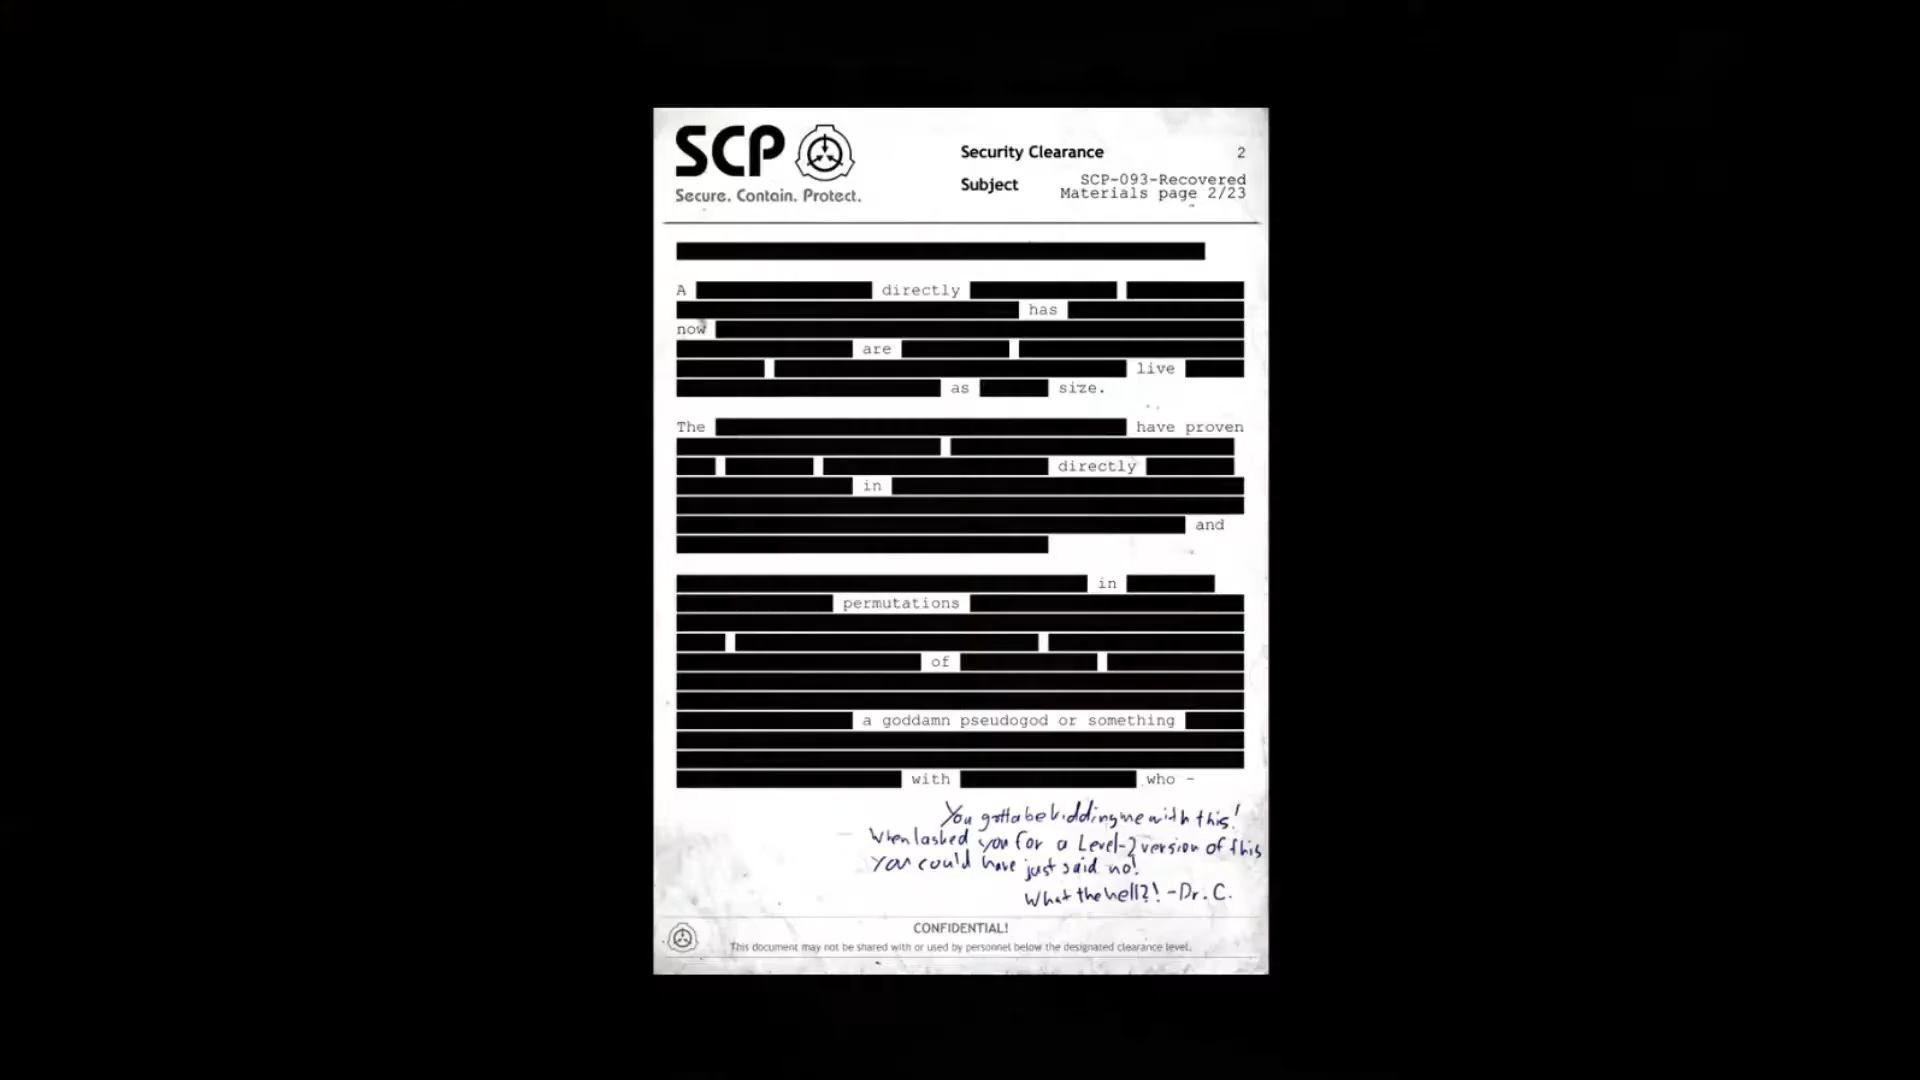 SCP
Secure. Contain. Protect.
Security Clearance 2
Subject SCP-093-Recovered
Materials page 2/23
A directly
has
now
are
live
as size.
The have proven
directly
in
and
in
permutations
of
a goddamn pseudogod or something
with who -
You gotta be kidding me with this!
When I asked you for a Level-2 version of this
you could have just said no!
What the hell?! -Dr. C.
CONFIDENTIAL!
This document may not be shared with or used by personnel below the designated clearance level.